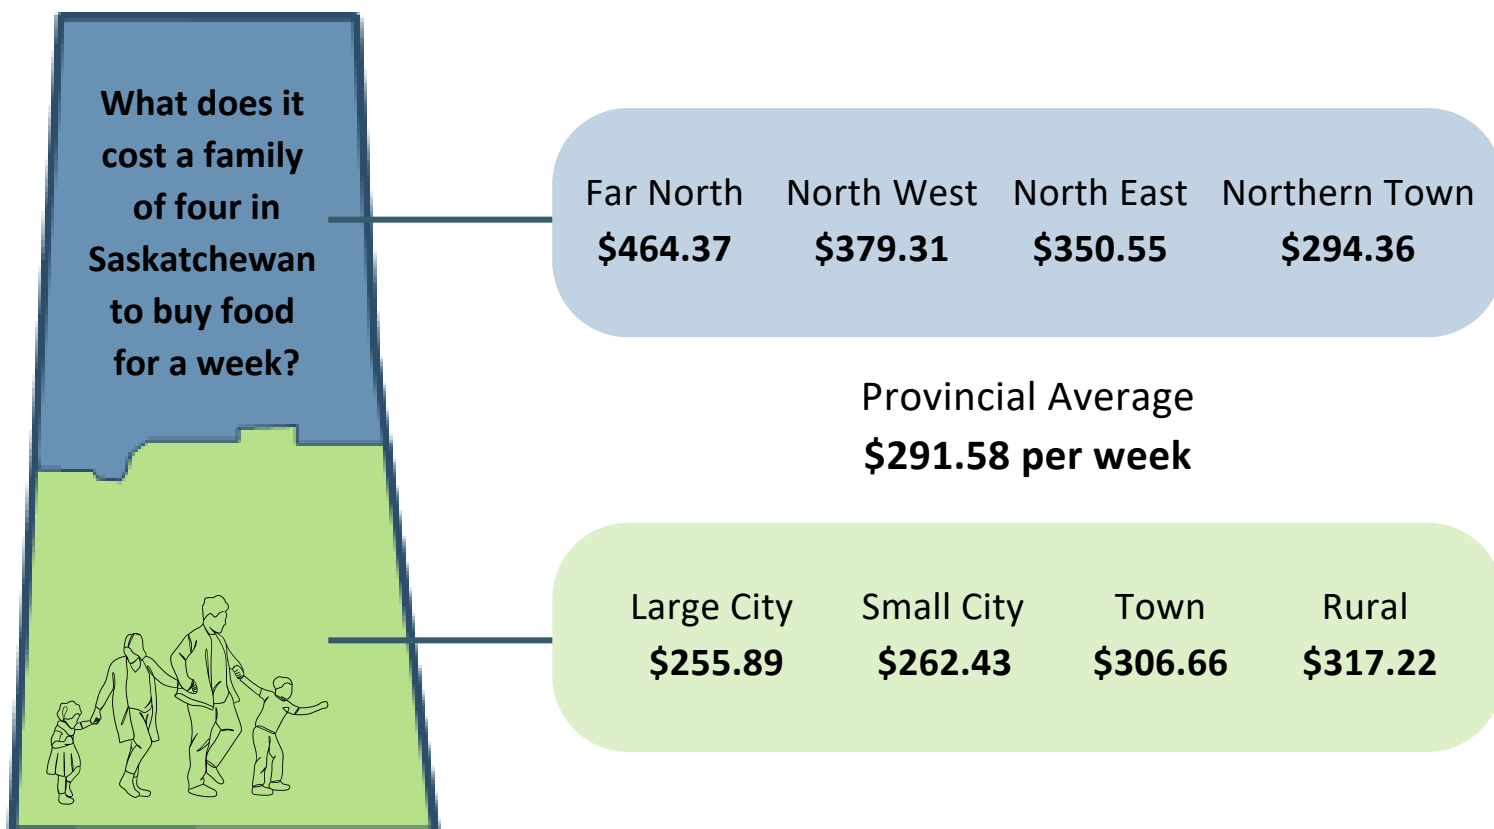 What does it
cost a family
of four in
Saskatchewan
to buy food
for a week?
Far North North West North East Northern Town
$464.37 $379.31 $350.55 $294.36
Provincial Average
$291.58 per week
Large City Small City Town Rural
$255.89 $262.43 $306.66 $317.22